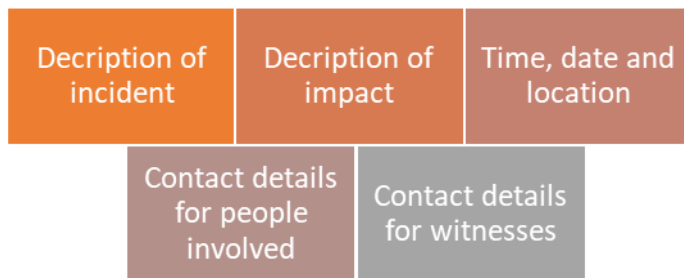 Decription of
incident
Decription of
impact
Time, date and
location
Contact details
for people
involved
Contact details
for witnesses